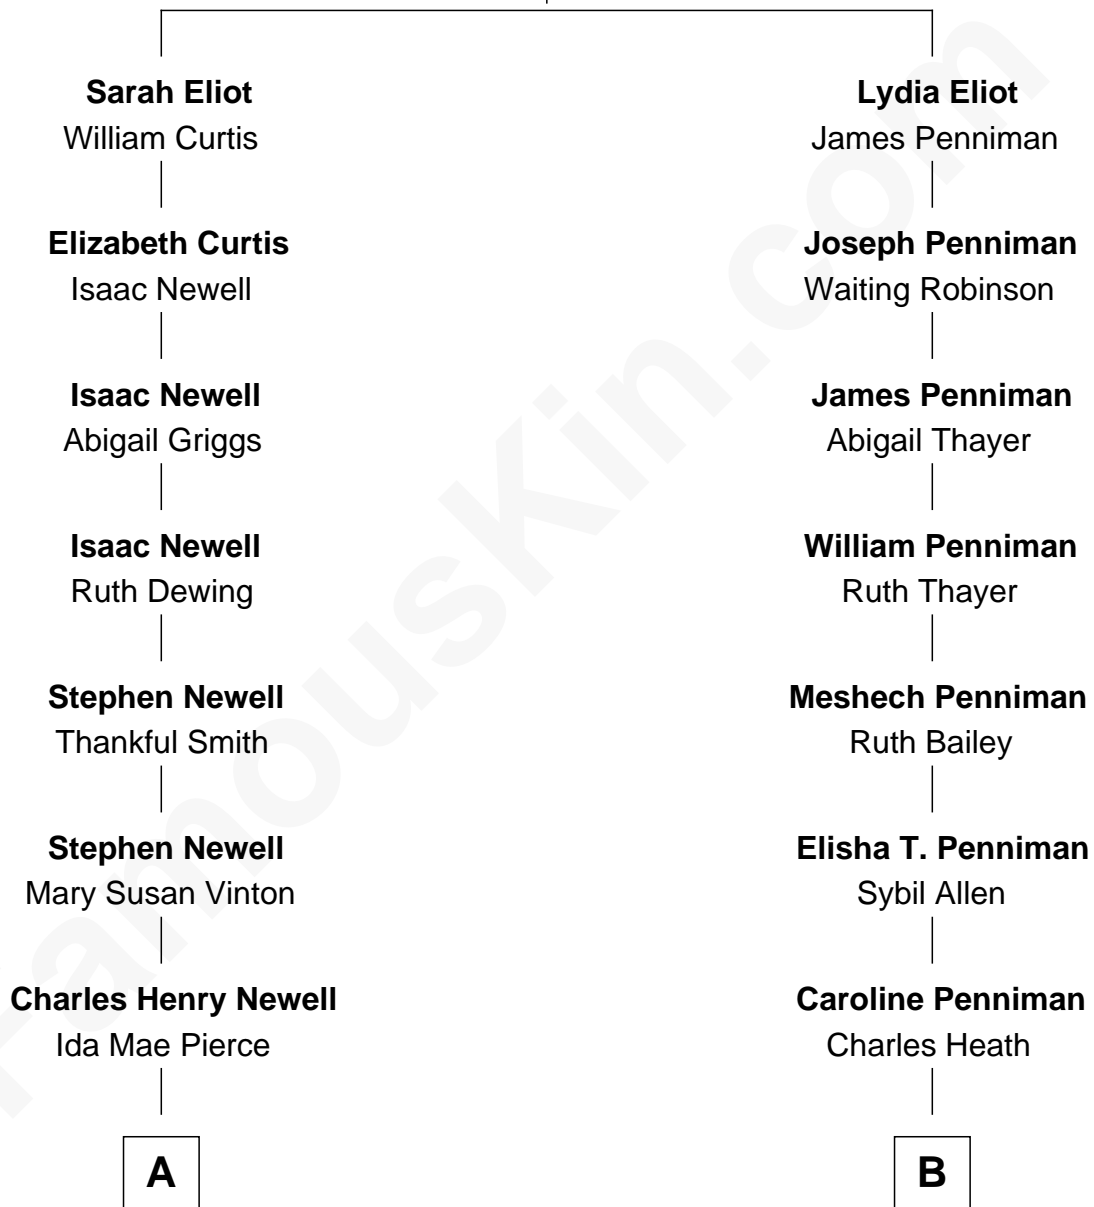 Sarah Eliot
William Curtis
Elizabeth Curtis
Isaac Newell
Isaac Newell
Abigail Griggs
Isaac Newell
Ruth Dewing
Stephen Newell
Thankful Smith
Stephen Newell
Mary Susan Vinton
Charles Henry Newell
Ida Mae Pierce
A
Lydia Eliot
James Penniman
Joseph Penniman
Waiting Robinson
James Penniman
Abigail Thayer
William Penniman
Ruth Thayer
Meshech Penniman
Ruth Bailey
Elisha T. Penniman
Sybil Allen
Caroline Penniman
Charles Heath
B
FamousKin.com